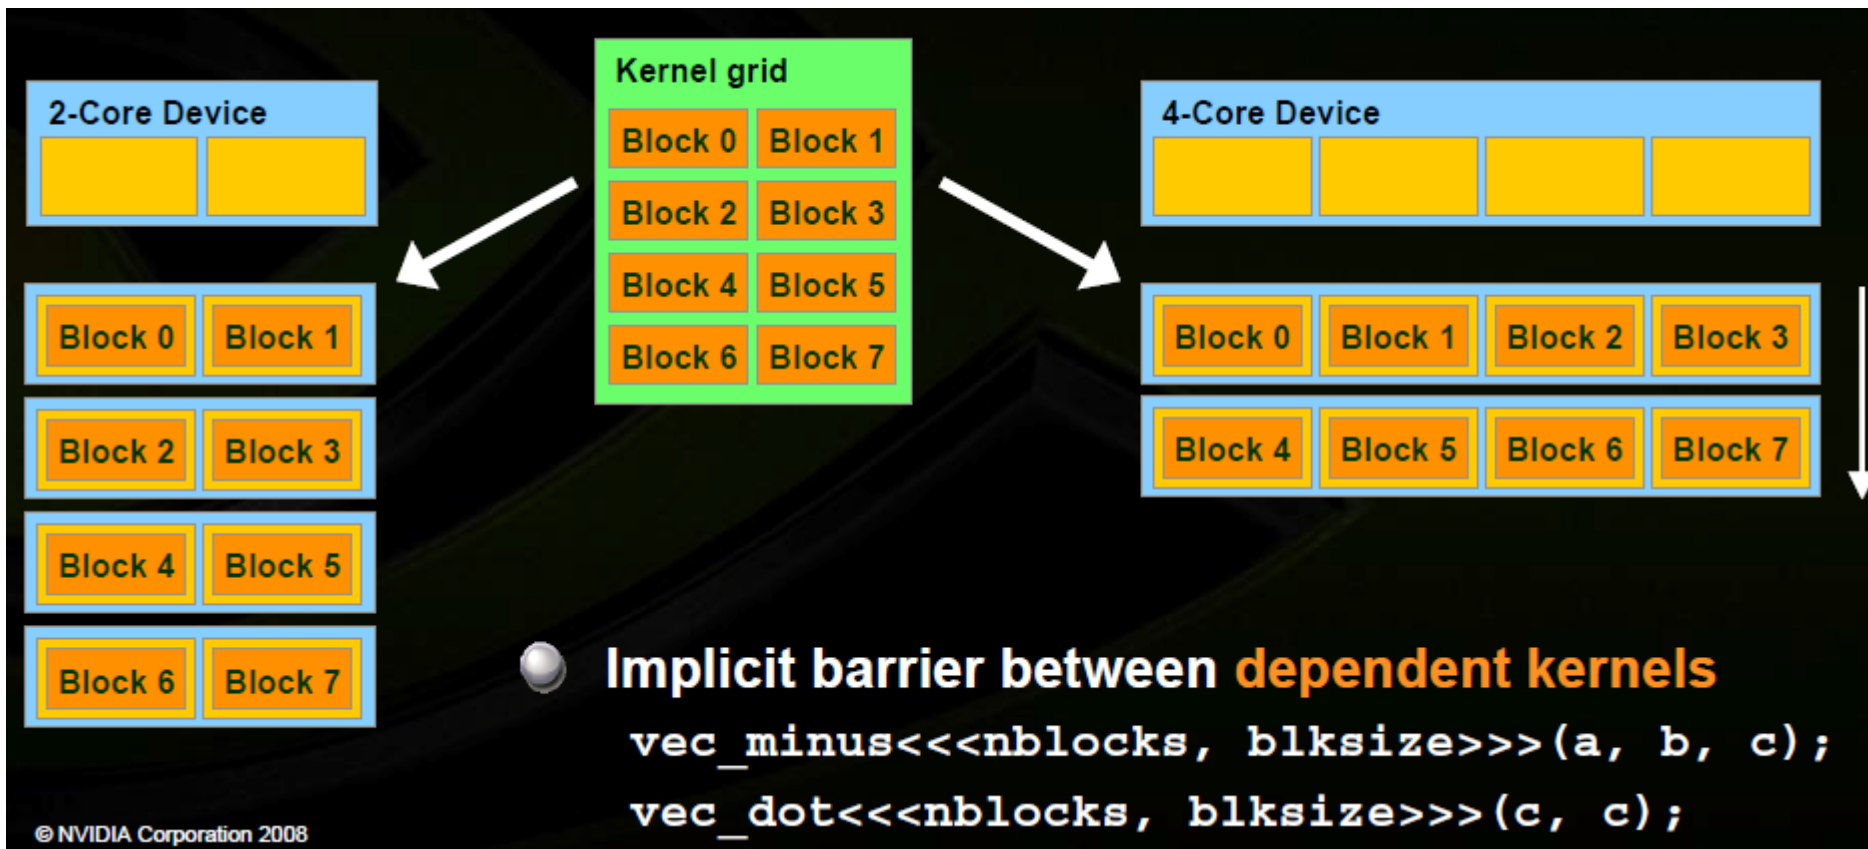 2-Core Device
Block 0 Block 1
Block 2 Block 3
Block 4 Block 5
Block 6 Block 7
Kernel grid
Block 0 Block 1
Block 2 Block 3
Block 4 Block 5
Block 6 Block 7
4-Core Device
Block 0 Block 1 Block 2 Block 3
Block 4 Block 5 Block 6 Block 7
Implicit barrier between dependent kernels
vec_minus<<<nblocks, blksize>>>(a, b, c);
vec_dot<<<nblocks, blksize>>>(c, c);
© NVIDIA Corporation 2008